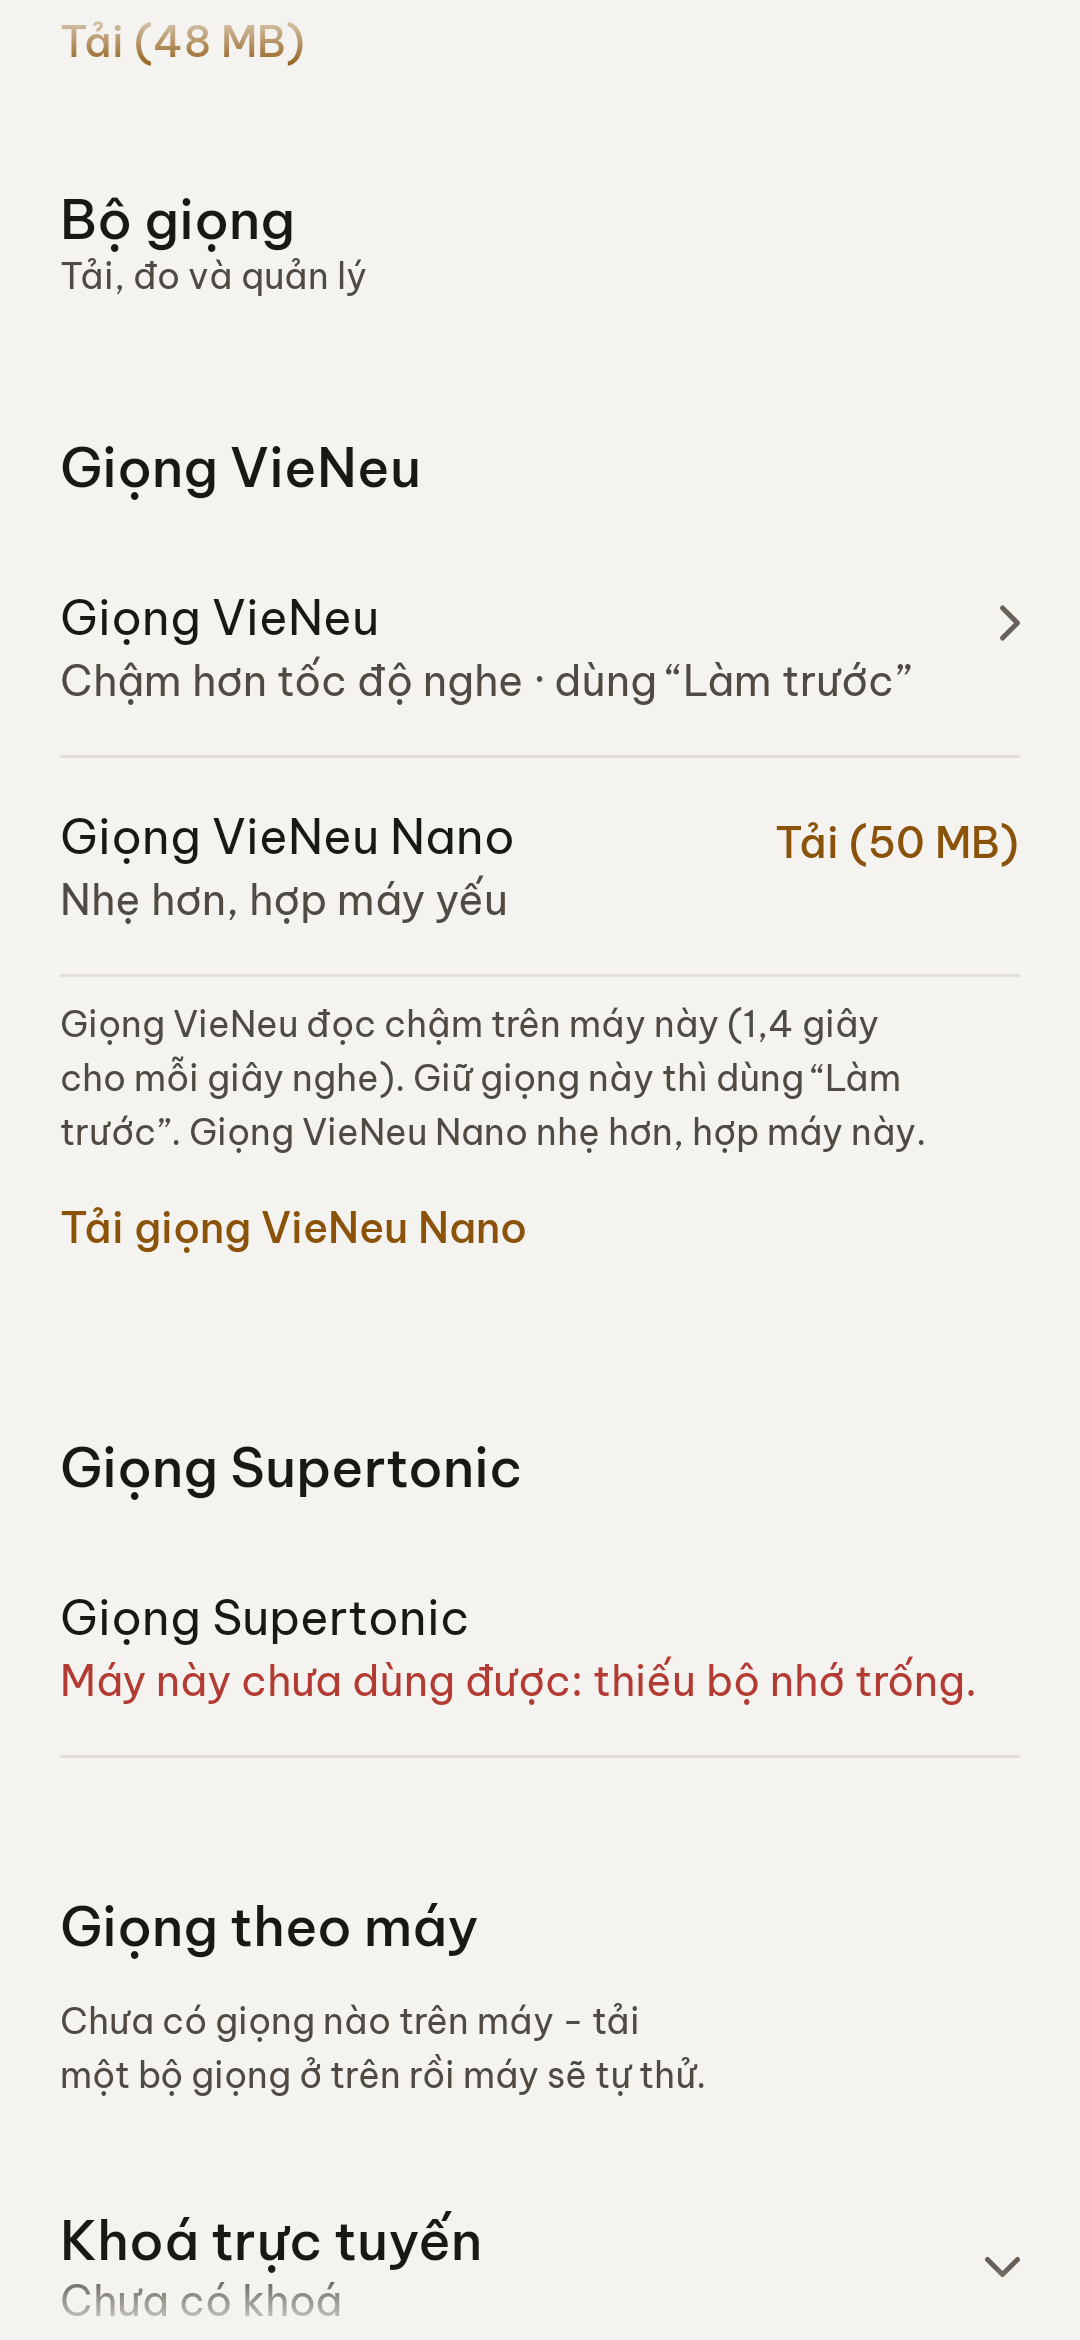 Tải (48 MB)
Bộ giọng
Tải, đo và quản lý
Giọng VieNeu
Giọng VieNeu
Chậm hơn tốc độ nghe · dùng “Làm trước”
Giọng VieNeu Nano
Tải (50 MB)
Nhẹ hơn, hợp máy yếu
Giọng VieNeu đọc chậm trên máy này (1,4 giây
cho mỗi giây nghe). Giữ giọng này thì dùng “Làm
trước”. Giọng VieNeu Nano nhẹ hơn, hợp máy này.
Tải giọng VieNeu Nano
Giọng Supertonic
Giọng Supertonic
Máy này chưa dùng được: thiếu bộ nhớ trống.
Giọng theo máy
Chưa có giọng nào trên máy – tải
một bộ giọng ở trên rồi máy sẽ tự thử.
Khoá trực tuyến
Chưa có khoá